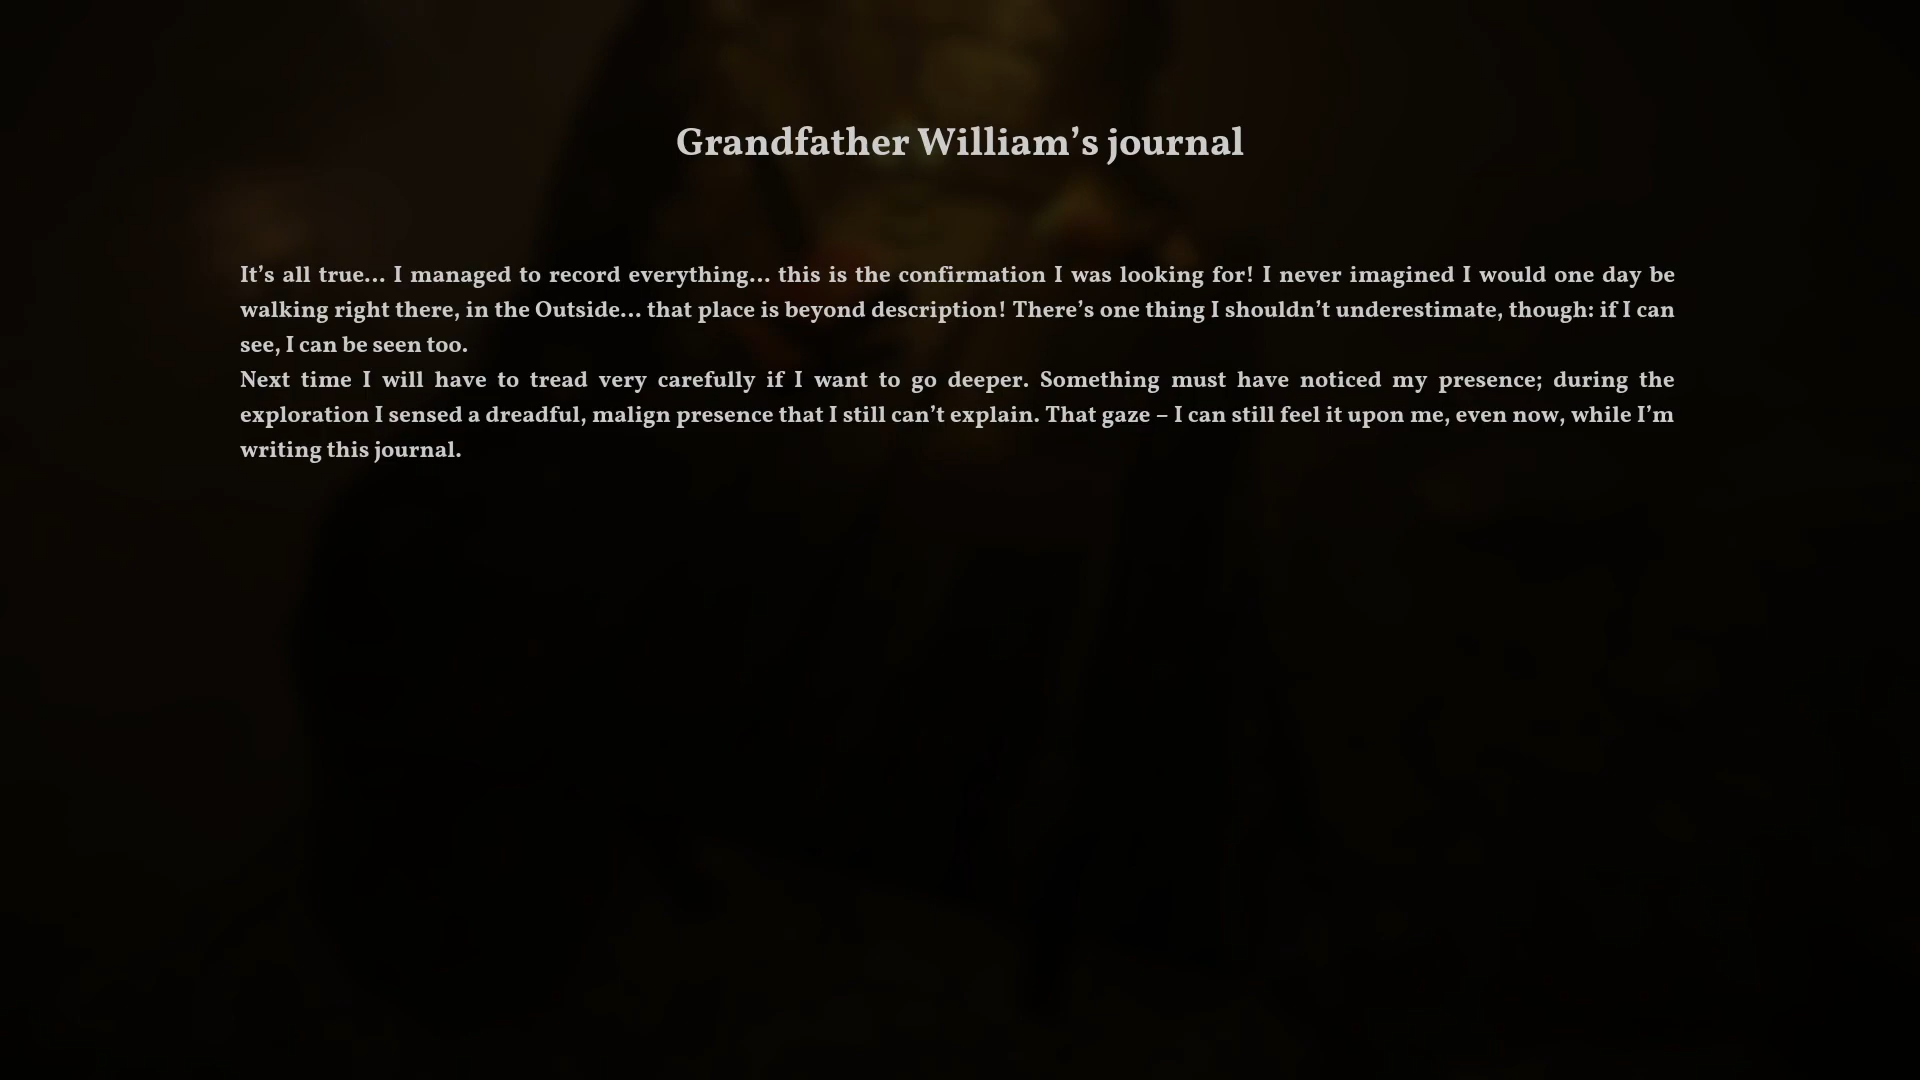 Grandfather William’s journal
It’s all true... I managed to record everything... this is the confirmation I was looking for! I never imagined I would one day be
walking right there, in the Outside... that place is beyond description! There’s one thing I shouldn’t underestimate, though: if I can
see, I can be seen too.
Next time I will have to tread very carefully if I want to go deeper. Something must have noticed my presence; during the
exploration I sensed a dreadful, malign presence that I still can’t explain. That gaze – I can still feel it upon me, even now, while I’m
writing this journal.